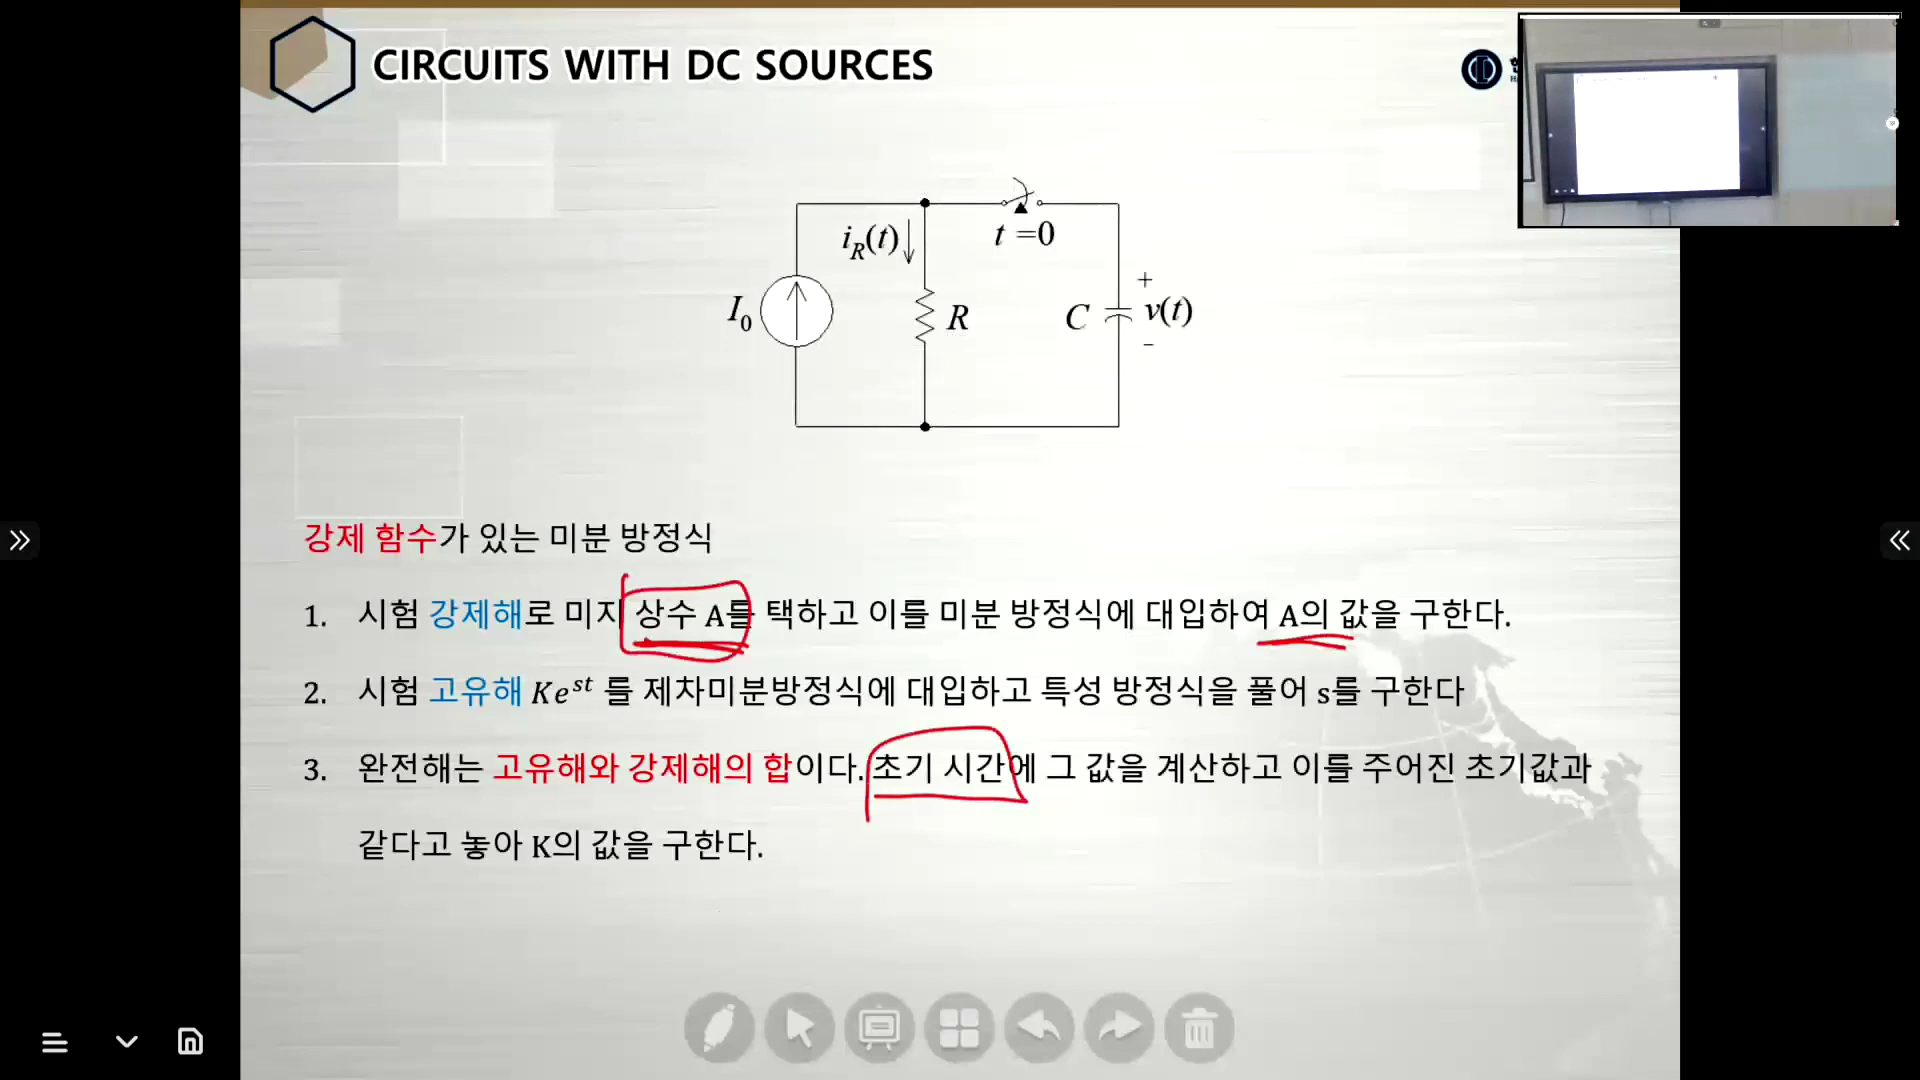 CIRCUITS WITH DC SOURCES
i_R(t)
t =0
I_0
R
C
+
v(t)
−
강제 함수가 있는 미분 방정식
1. 시험 강제해로 미지 상수 A를 택하고 이를 미분 방정식에 대입하여 A의 값을 구한다.
2. 시험 고유해 Ke^{st} 를 제차미분방정식에 대입하고 특성 방정식을 풀어 s를 구한다
3. 완전해는 고유해와 강제해의 합이다. 초기 시간에 그 값을 계산하고 이를 주어진 초기값과
같다고 놓아 K의 값을 구한다.